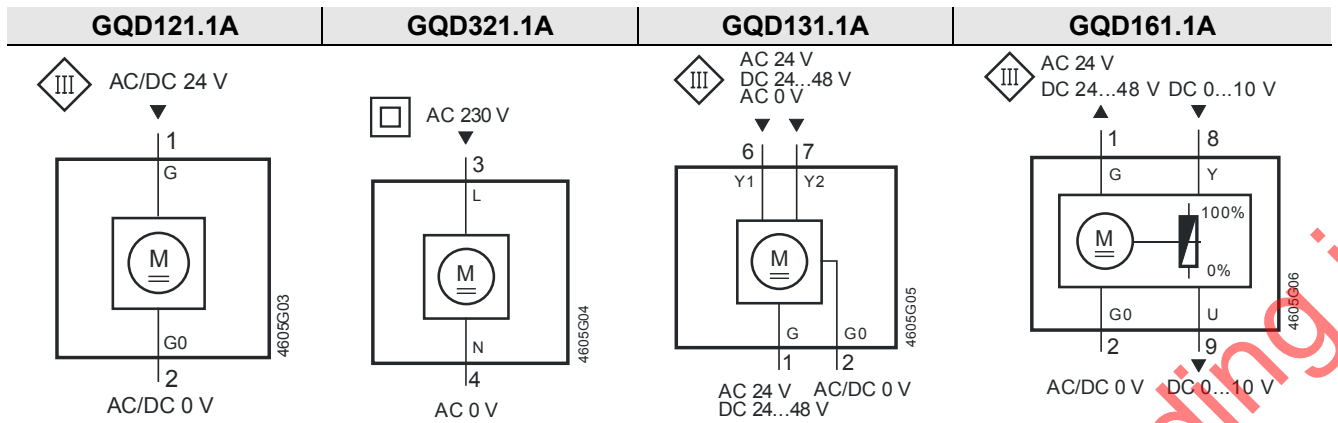 GQD121.1A
GQD321.1A
GQD131.1A
GQD161.1A
III
AC/DC 24 V
1
G
M
G0
2
AC/DC 0 V
4605G03
AC 230 V
3
L
M
N
4
AC 0 V
4605G04
III
AC 24 V
DC 24...48 V
AC 0 V
6 7
Y1 Y2
M
G G0
1 2
AC 24 V AC/DC 0 V
DC 24...48 V
4605G05
III
AC 24 V
DC 24...48 V DC 0...10 V
1 8
G Y
100%
M
0%
G0 U
2 9
AC/DC 0 V DC 0...10 V
4605G06